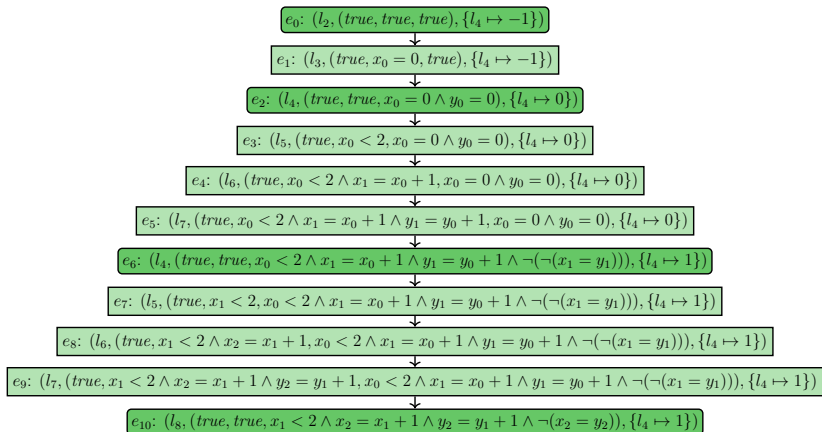 e₀: (l₂, (true, true, true), {l₄ ↦ −1})
e₁: (l₃, (true, x₀ = 0, true), {l₄ ↦ −1})
e₂: (l₄, (true, true, x₀ = 0 ∧ y₀ = 0), {l₄ ↦ 0})
e₃: (l₅, (true, x₀ < 2, x₀ = 0 ∧ y₀ = 0), {l₄ ↦ 0})
e₄: (l₆, (true, x₀ < 2 ∧ x₁ = x₀ + 1, x₀ = 0 ∧ y₀ = 0), {l₄ ↦ 0})
e₅: (l₇, (true, x₀ < 2 ∧ x₁ = x₀ + 1 ∧ y₁ = y₀ + 1, x₀ = 0 ∧ y₀ = 0), {l₄ ↦ 0})
e₆: (l₄, (true, true, x₀ < 2 ∧ x₁ = x₀ + 1 ∧ y₁ = y₀ + 1 ∧ ¬(¬(x₁ = y₁))), {l₄ ↦ 1})
e₇: (l₅, (true, x₁ < 2, x₀ < 2 ∧ x₁ = x₀ + 1 ∧ y₁ = y₀ + 1 ∧ ¬(¬(x₁ = y₁))), {l₄ ↦ 1})
e₈: (l₆, (true, x₁ < 2 ∧ x₂ = x₁ + 1, x₀ < 2 ∧ x₁ = x₀ + 1 ∧ y₁ = y₀ + 1 ∧ ¬(¬(x₁ = y₁))), {l₄ ↦ 1})
e₉: (l₇, (true, x₁ < 2 ∧ x₂ = x₁ + 1 ∧ y₂ = y₁ + 1, x₀ < 2 ∧ x₁ = x₀ + 1 ∧ y₁ = y₀ + 1 ∧ ¬(¬(x₁ = y₁))), {l₄ ↦ 1})
e₁₀: (l₈, (true, true, x₁ < 2 ∧ x₂ = x₁ + 1 ∧ y₂ = y₁ + 1 ∧ ¬(x₂ = y₂)), {l₄ ↦ 1})